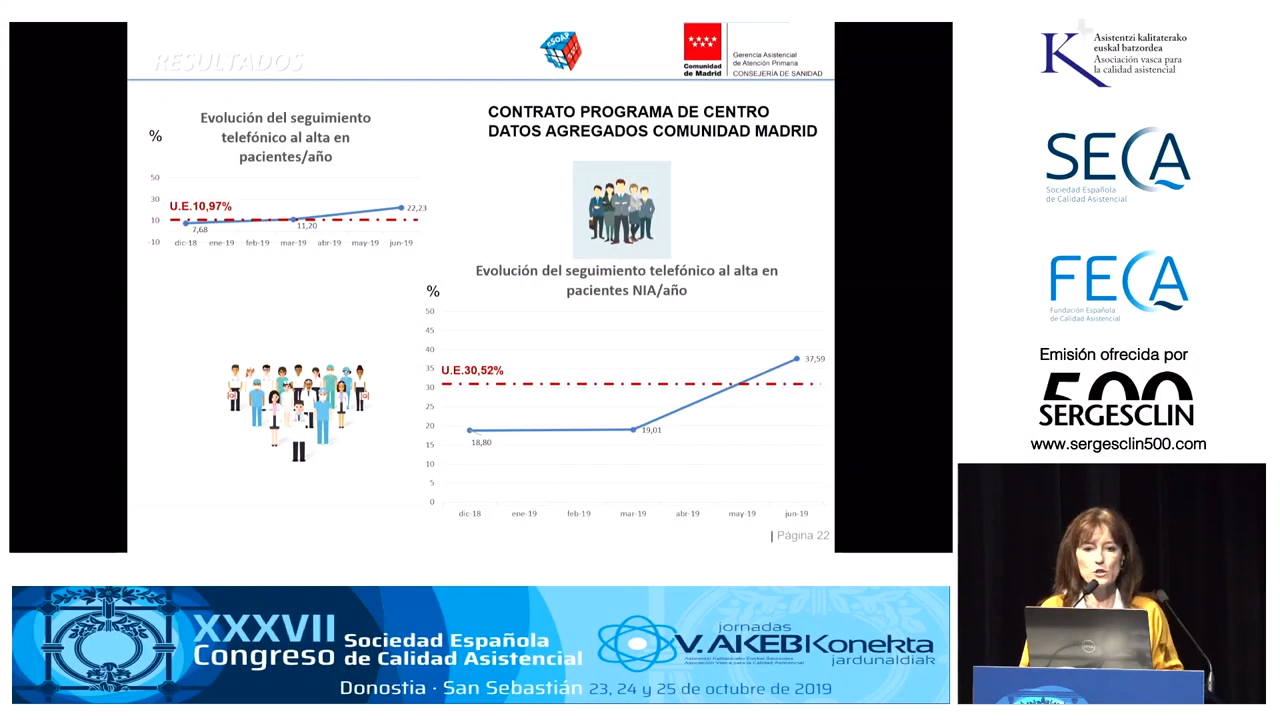 RESULTADOS
eSOAP
Comunidad
de Madrid
Gerencia Asistencial
de Atención Primaria
CONSEJERÍA DE SANIDAD
Evolución del seguimiento
telefónico al alta en
pacientes/año
%
50
30
10
-10
U.E.10,97%
7,68
11,20
22,23
dic-18 ene-19 feb-19 mar-19 abr-19 may-19 jun-19
CONTRATO PROGRAMA DE CENTRO
DATOS AGREGADOS COMUNIDAD MADRID
Evolución del seguimiento telefónico al alta en
pacientes NIA/año
%
50
45
40
35
30
25
20
15
10
5
0
U.E.30,52%
18,80
19,01
37,59
dic-18 ene-19 feb-19 mar-19 abr-19 may-19 jun-19
| Página 22
K
Asistentzi kalitaterako
euskal batzordea
Asociación vasca para
la calidad asistencial
SECA
Sociedad Española
de Calidad Asistencial
FECA
Fundación Española
de Calidad Asistencial
Emisión ofrecida por
500
SERGESCLIN
www.sergesclin500.com
DELL
XXXVII
Congreso
Sociedad Española
de Calidad Asistencial
Donostia · San Sebastián 23, 24 y 25 de octubre de 2019
jornadas
V.AKEBKonekta
jardunaldiak